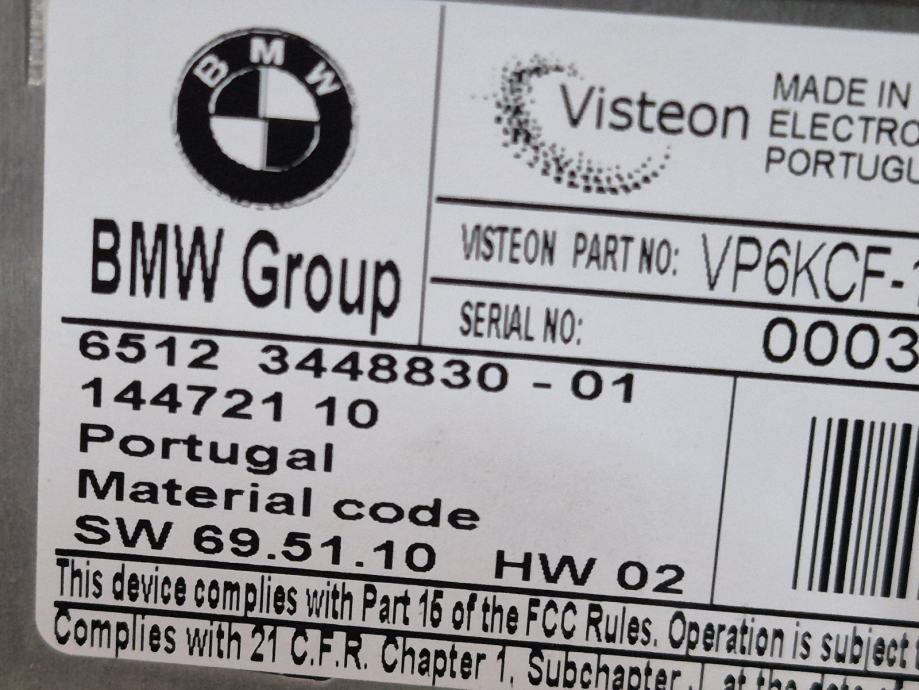 BMW
BMW Group
Visteon
MADE IN
PORTUGU
VISTEON PART NO: VP6KCF-
SERIAL NO: 0003
6512 3448830 - 01
144721 10
Portugal
Material code
SW 69.51.10 HW 02
This device complies with Part 15 of the FCC Rules. Operation is subject
Complies with 21 C.F.R. Chapter 1. Subchapter at the